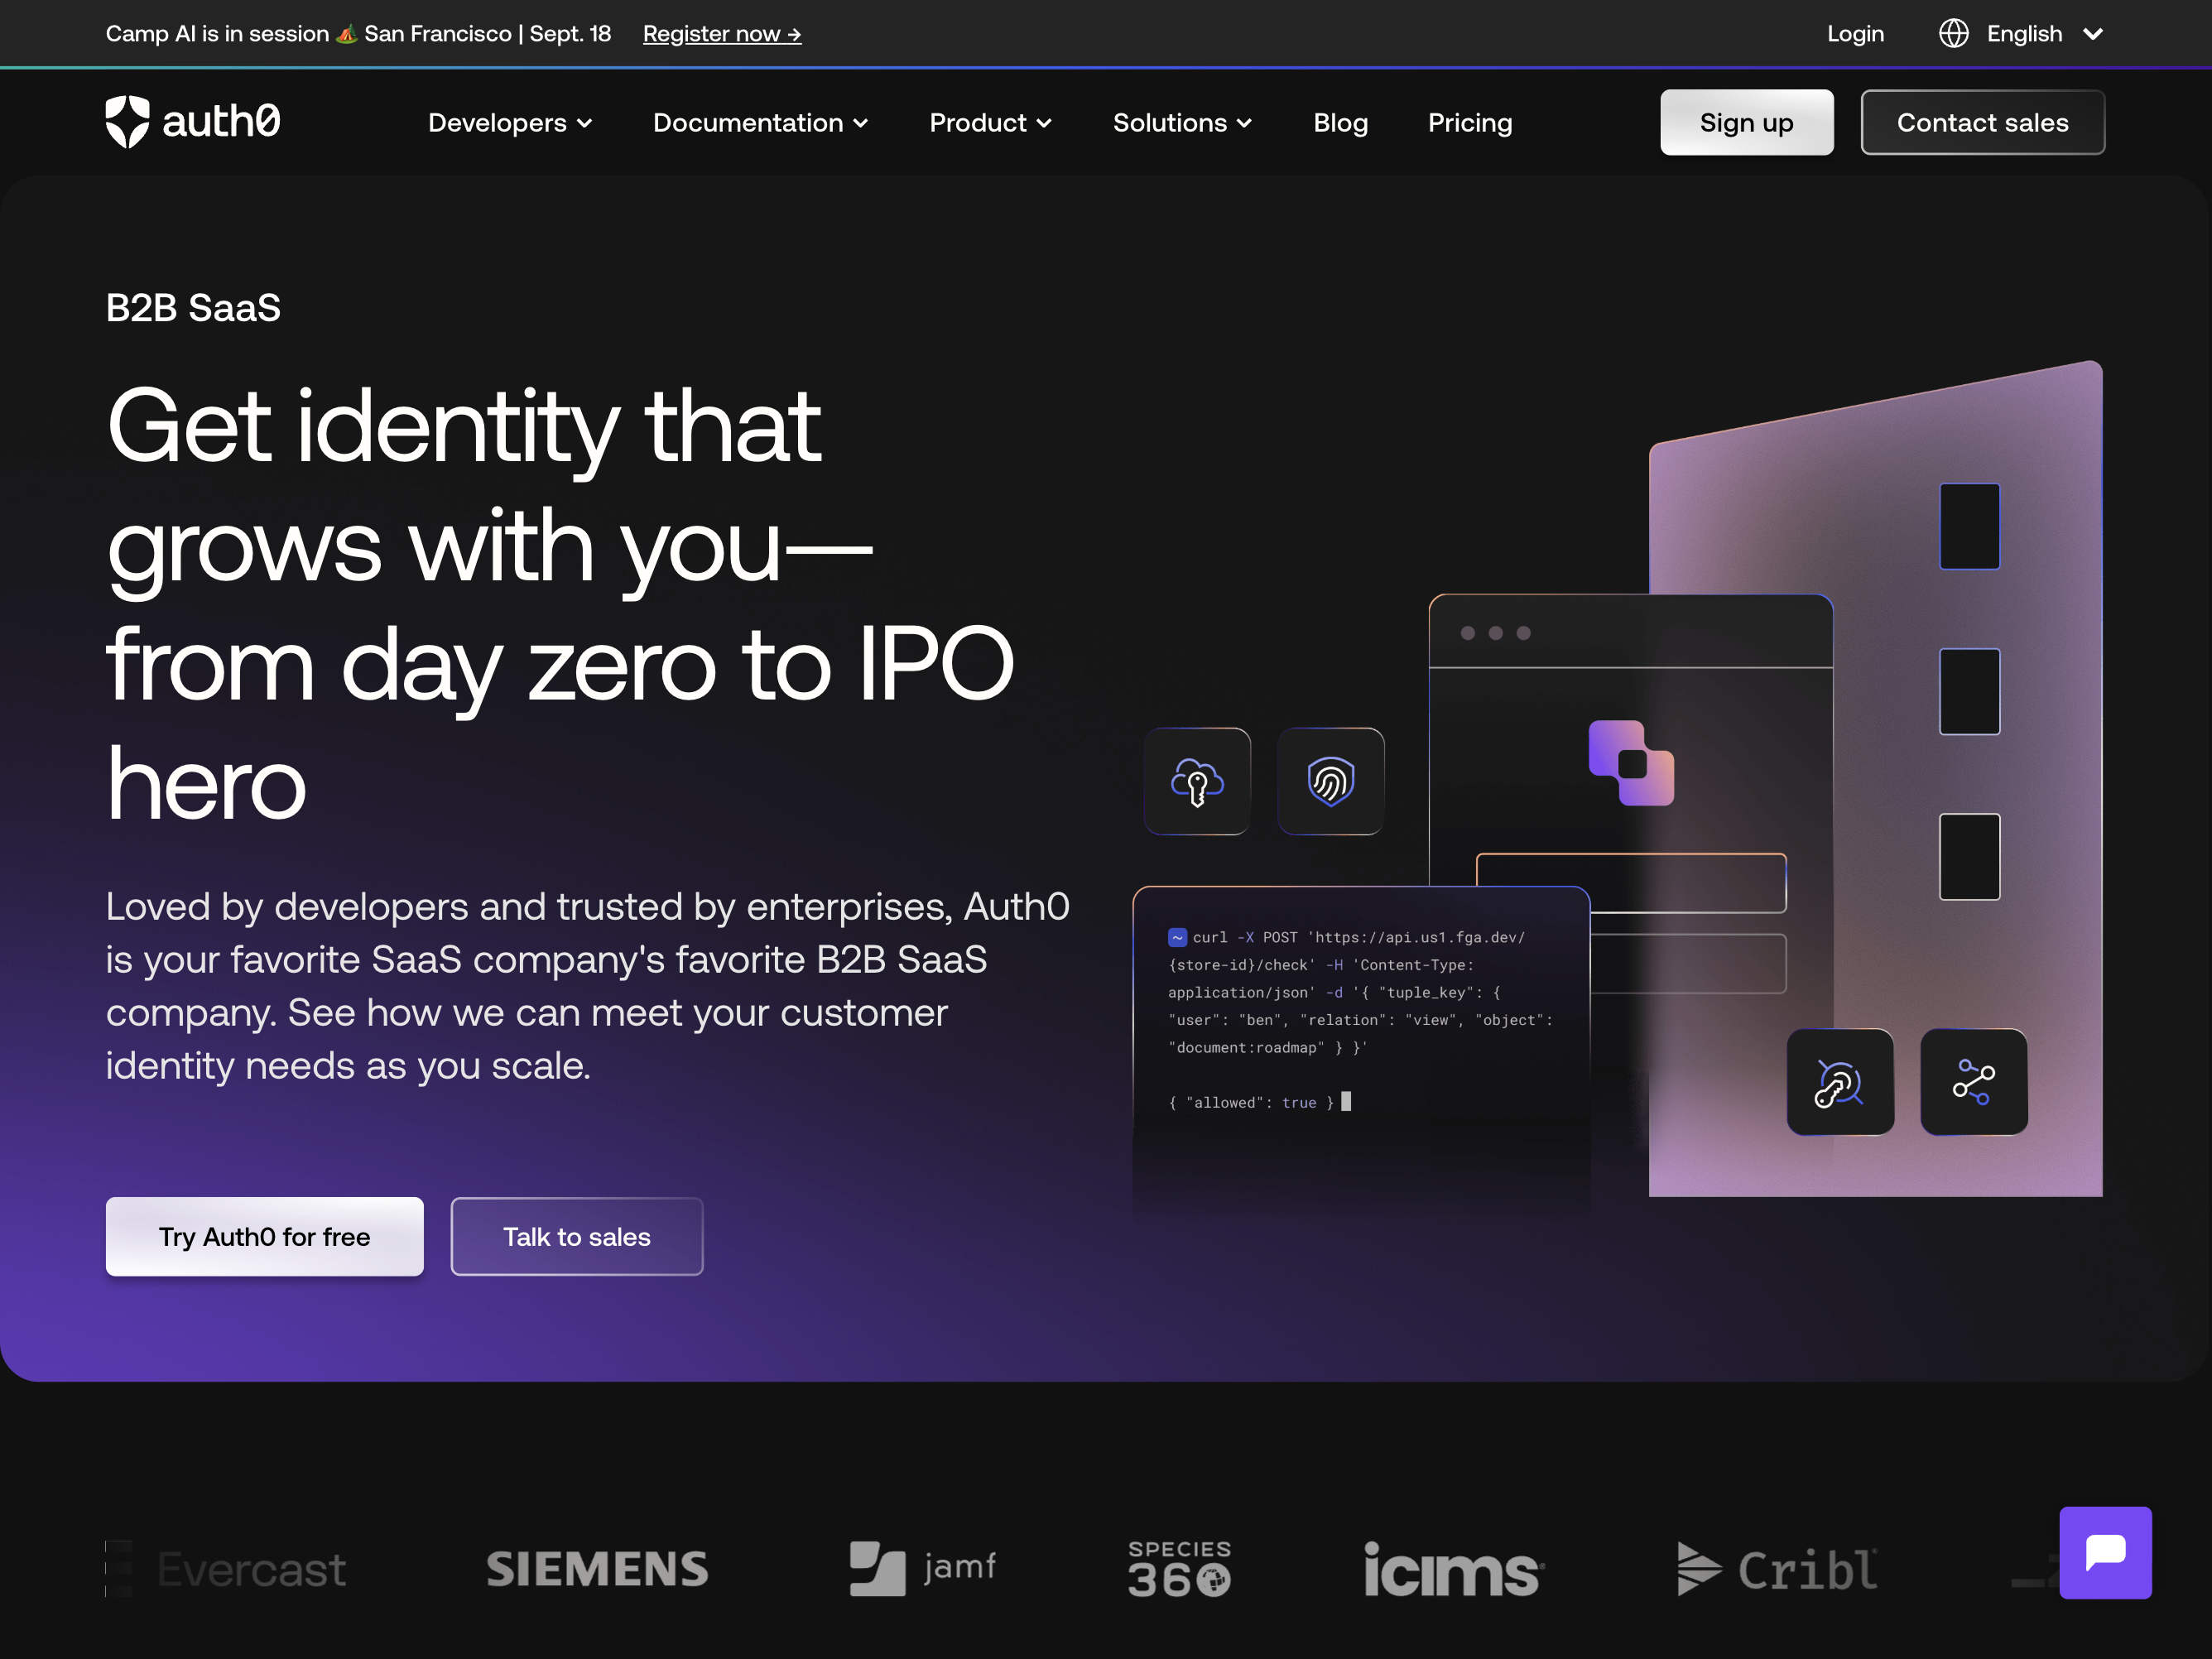 Camp AI is in session 🏕️ San Francisco | Sept. 18 Register now →
Login English
auth0
Developers Documentation Product Solutions Blog Pricing
Sign up Contact sales
B2B SaaS
Get identity that
grows with you—
from day zero to IPO
hero
Loved by developers and trusted by enterprises, Auth0
is your favorite SaaS company's favorite B2B SaaS
company. See how we can meet your customer
identity needs as you scale.
Try Auth0 for free Talk to sales
~ curl -X POST 'https://api.us1.fga.dev/
{store-id}/check' -H 'Content-Type:
application/json' -d '{ "tuple_key": {
"user": "ben", "relation": "view", "object":
"document:roadmap" } }'
{ "allowed": true }
Evercast
SIEMENS
jamf
SPECIES
360
icims
Cribl